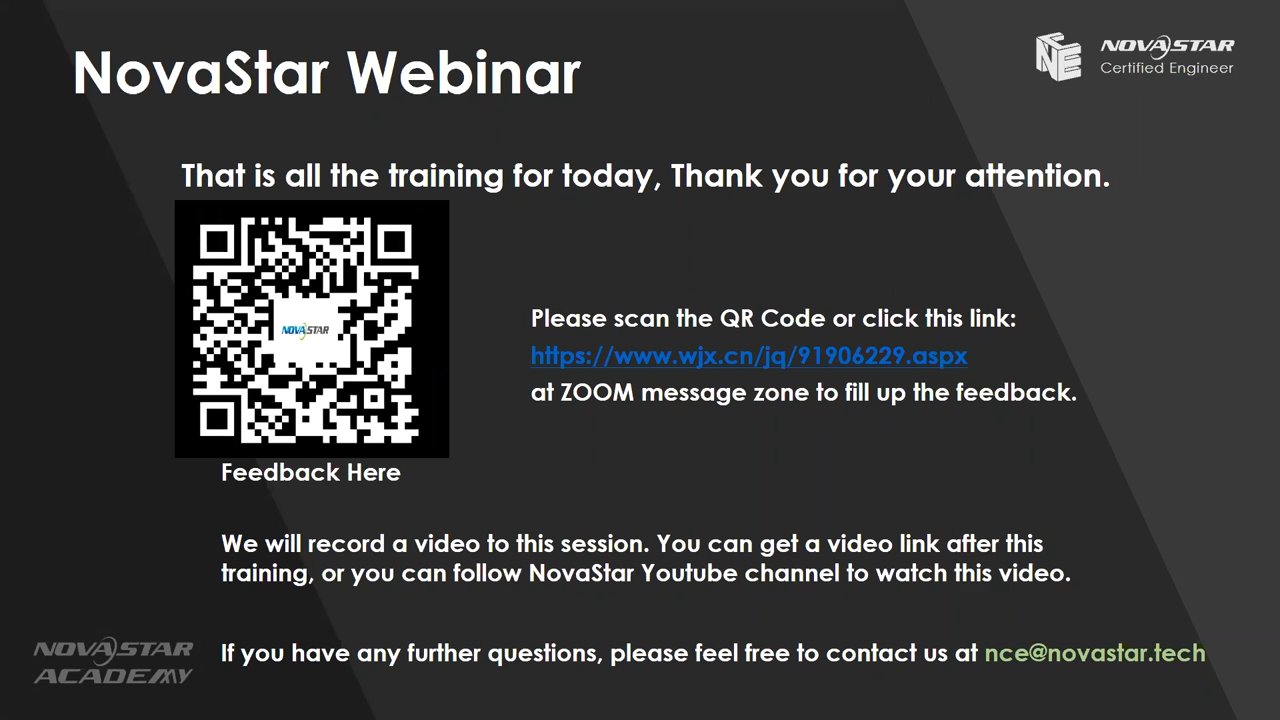 NovaStar Webinar
NCE
NOVASTAR
Certified Engineer
That is all the training for today, Thank you for your attention.
NOVASTAR
Please scan the QR Code or click this link:
https://www.wjx.cn/jq/91906229.aspx
at ZOOM message zone to fill up the feedback.
Feedback Here
We will record a video to this session. You can get a video link after this
training, or you can follow NovaStar Youtube channel to watch this video.
NOVASTAR
ACADEMY
If you have any further questions, please feel free to contact us at nce@novastar.tech